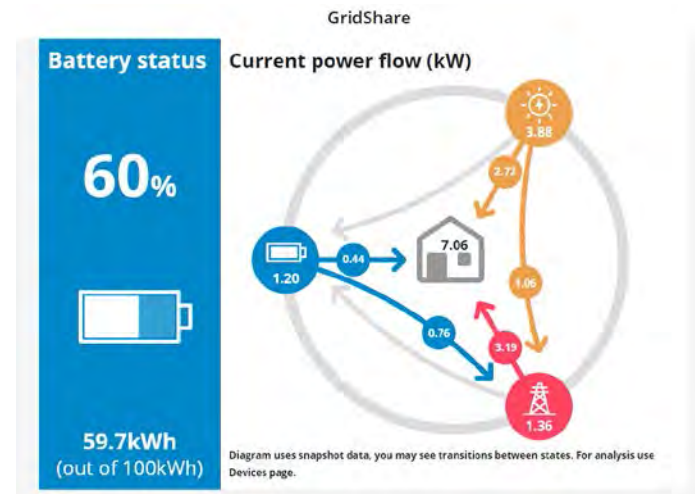 GridShare
Battery status
Current power flow (kW)
3.88
60%
2.73
7.06
0.44
1.20
1.06
0.76
3.19
1.36
59.7kWh
(out of 100kWh)
Diagram uses snapshot data, you may see transitions between states. For analysis use
Devices page.